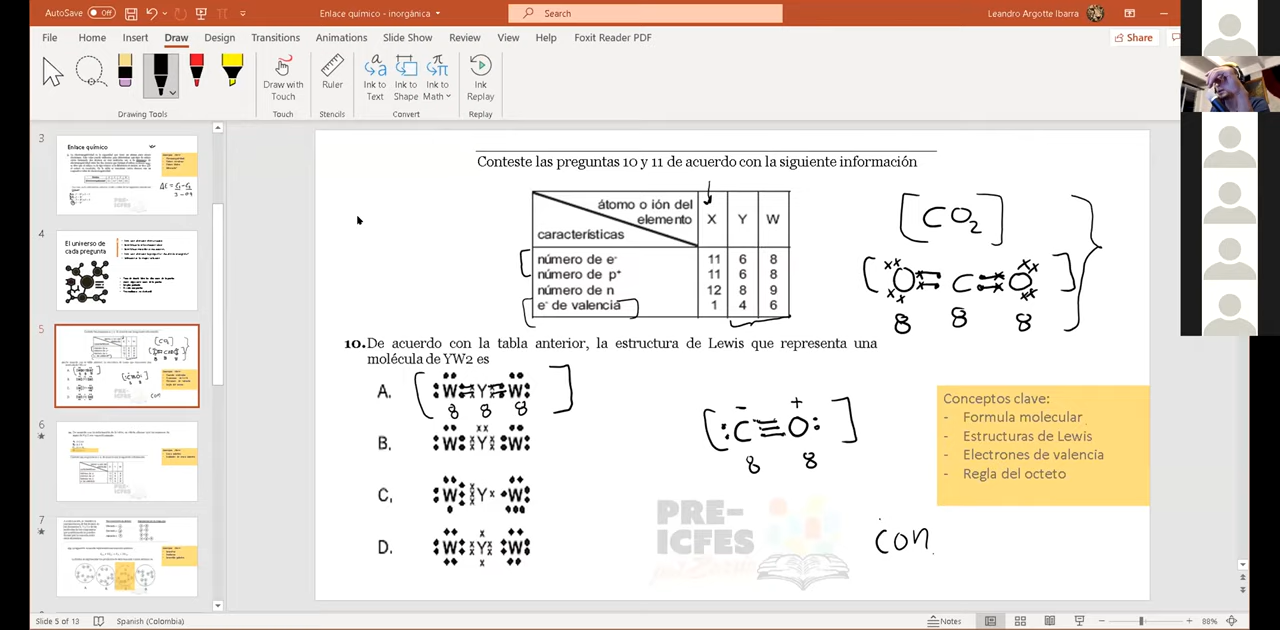 AutoSave Off
Enlace químico - inorgánica
Search
Leandro Argotte Ibarra
File Home Insert Draw Design Transitions Animations Slide Show Review View Help Foxit Reader PDF
Share
Draw with Touch
Ruler
Ink to Text
Ink to Shape
Ink to Math
Ink Replay
Drawing Tools
Touch
Stencils
Convert
Replay
3
Enlace químico
4
El universo de
cada pregunta
5
6
7
Conteste las preguntas 10 y 11 de acuerdo con la siguiente información
átomo o ión del
elemento
características
X Y W
número de e- 11 6 8
número de p+ 11 6 8
número de n 12 8 9
e- de valencia 1 4 6
CO2
O C O
8 8 8
10. De acuerdo con la tabla anterior, la estructura de Lewis que representa una
molécula de YW2 es
A. W Y W
8 8 8
B. W Y W
C. W Y W
D. W Y W
- +
:C≡O:
8 8
Conceptos clave:
- Formula molecular
- Estructuras de Lewis
- Electrones de valencia
- Regla del octeto
con
PRE-
ICFES
Slide 5 of 13
Spanish (Colombia)
Notes
88%